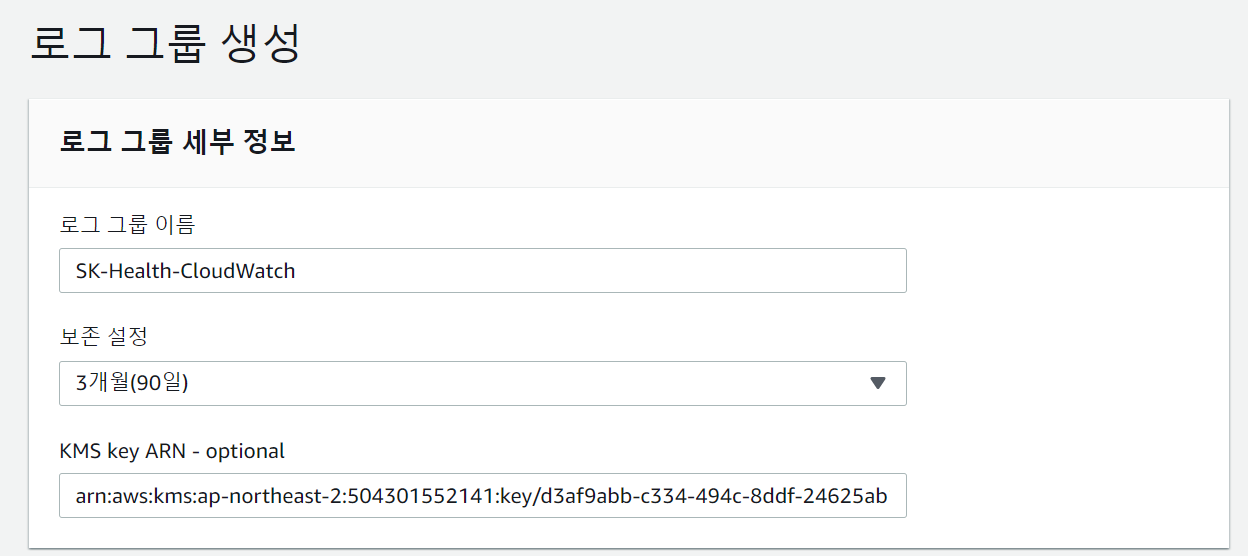 로그 그룹 생성
로그 그룹 세부 정보
로그 그룹 이름
SK-Health-CloudWatch
보존 설정
3개월(90일)
KMS key ARN - optional
arn:aws:kms:ap-northeast-2:504301552141:key/d3af9abb-c334-494c-8ddf-24625ab